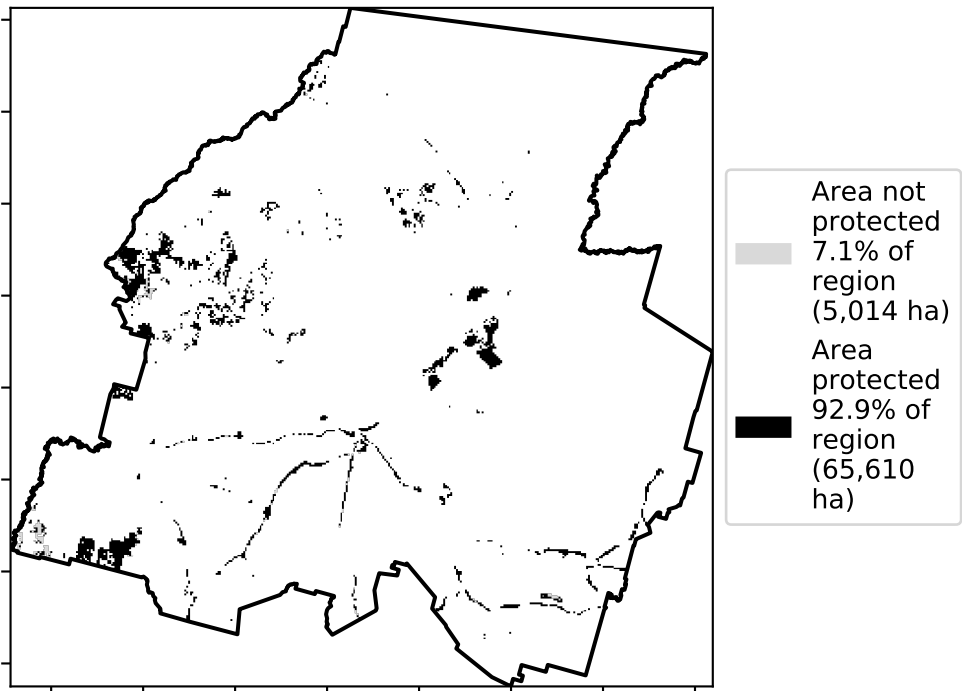 Area not
protected
7.1% of
region
(5,014 ha)
Area
protected
92.9% of
region
(65,610
ha)